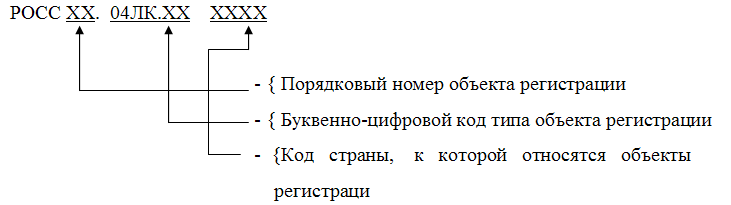 РОСС ХХ. 04ЛК.ХХ ХХХХ
- { Порядковый номер объекта регистрации
- { Буквенно-цифровой код типа объекта регистрации
- {Код страны, к которой относятся объекты
регистраци